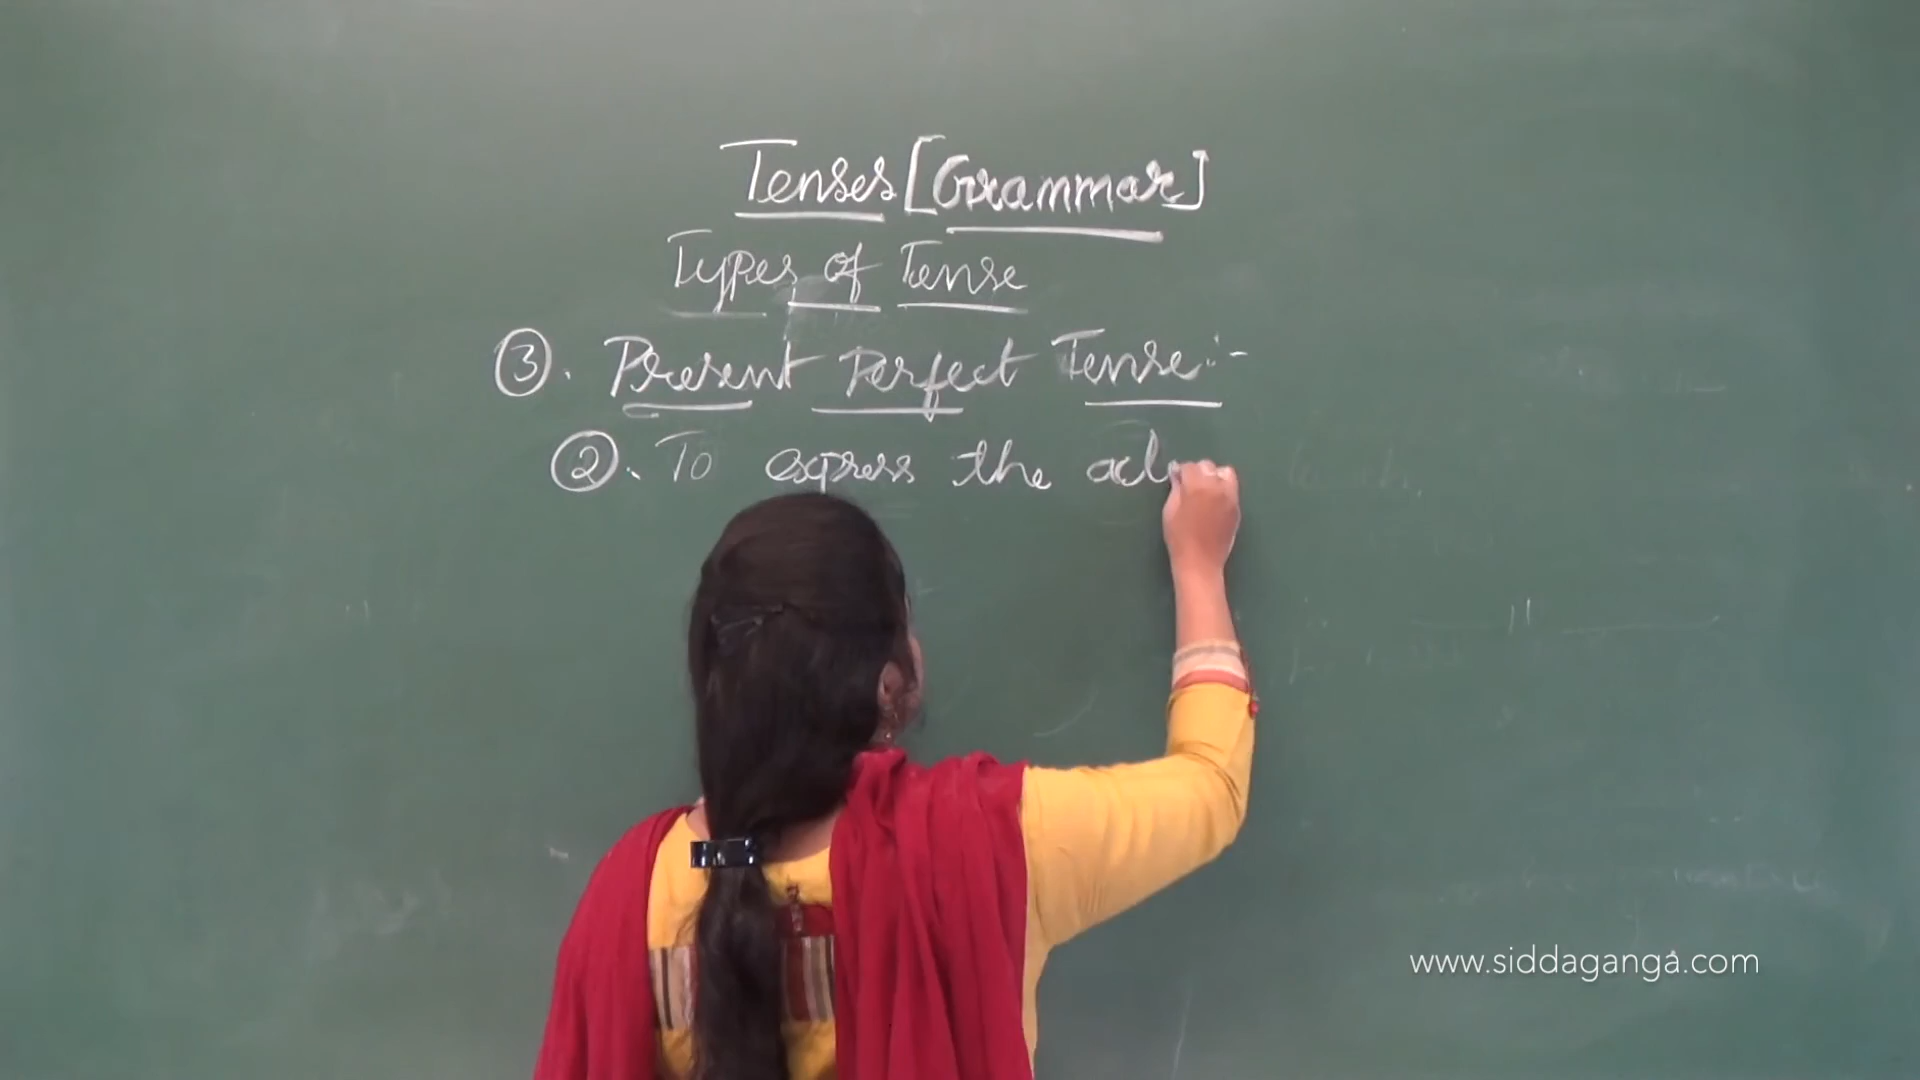 Tenses [Grammar]
Types of Tense
③. Present Perfect Tense:-
②. To express the
www.siddaganga.com